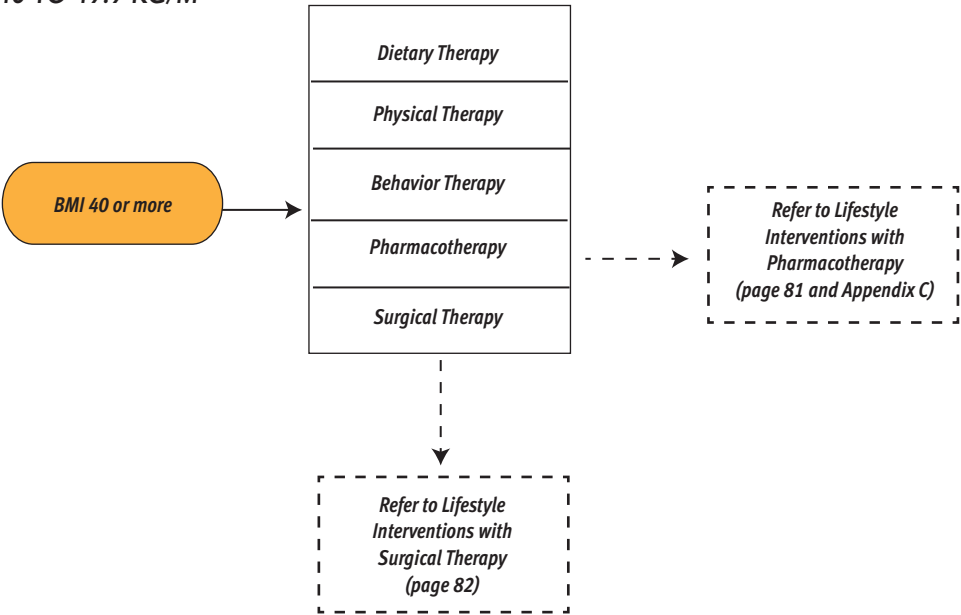 Dietary Therapy
Physical Therapy
Behavior Therapy
BMI 40 or more
Pharmacotherapy
Surgical Therapy
Refer to Lifestyle
Interventions with
Pharmacotherapy
(page 81 and Appendix C)
Refer to Lifestyle
Interventions with
Surgical Therapy
(page 82)